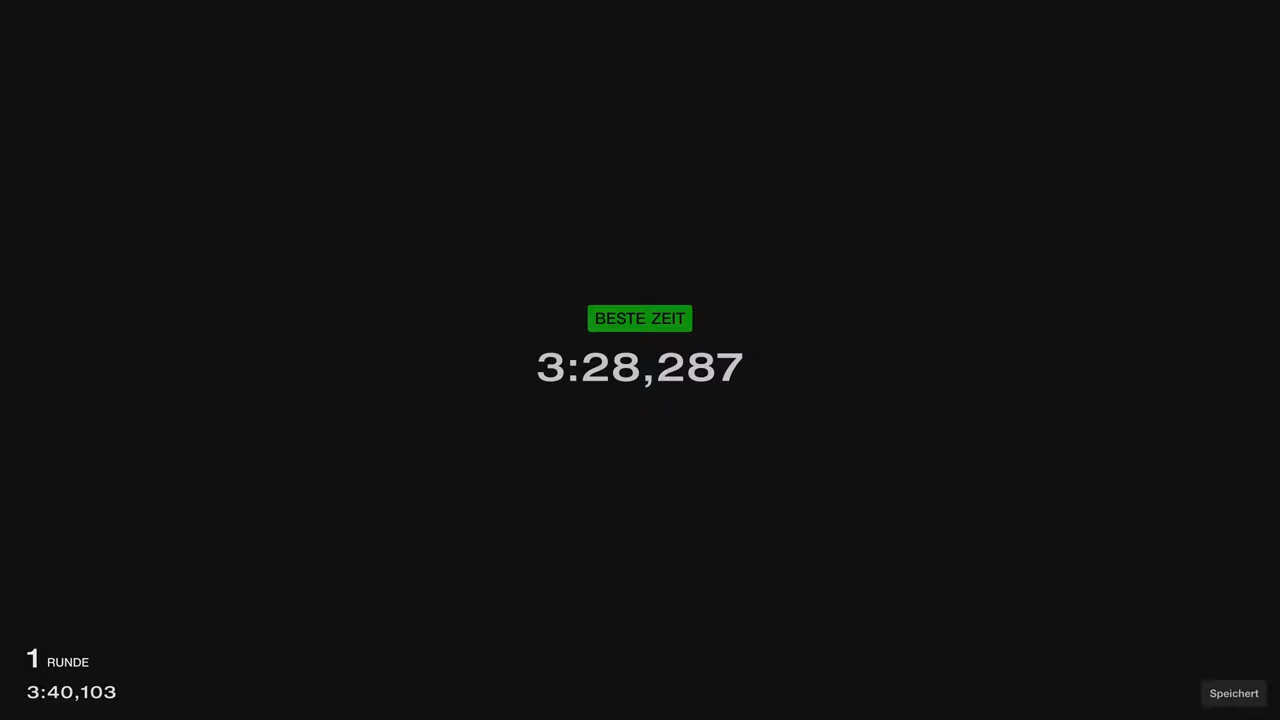 BESTE ZEIT
3:28,287
1 RUNDE
3:40,103
Speichert